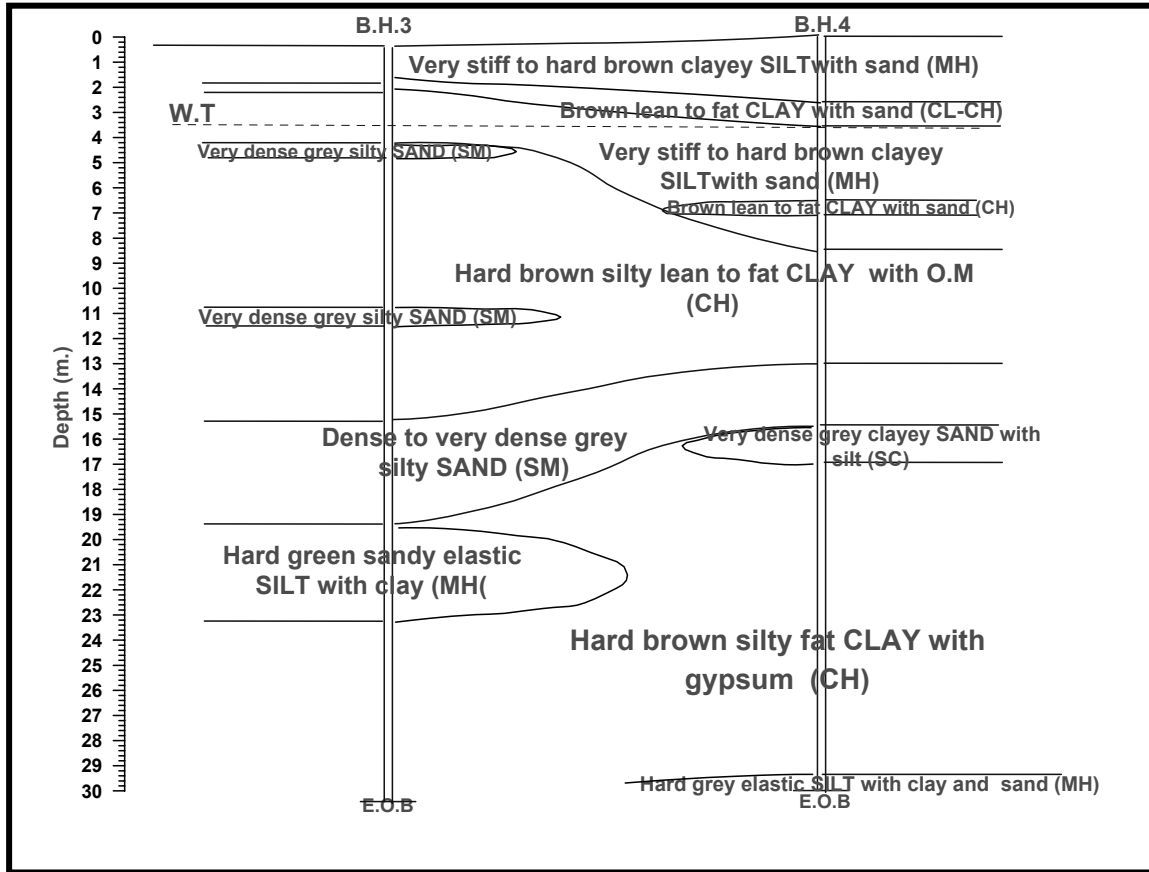 B.H.3
B.H.4
0
1
2
3
4
5
6
7
8
9
10
11
12
13
14
15
16
17
18
19
20
21
22
23
24
25
26
27
28
29
30
Depth (m.)
Very stiff to hard brown clayey SILTwith sand (MH)
W.T
Brown lean to fat CLAY with sand (CL-CH)
Very dense grey silty SAND (SM)
Very stiff to hard brown clayey
SILTwith sand (MH)
Brown lean to fat CLAY with sand (CH)
Hard brown silty lean to fat CLAY with O.M
(CH)
Very dense grey silty SAND (SM)
Dense to very dense grey
silty SAND (SM)
Very dense grey clayey SAND with
silt (SC)
Hard green sandy elastic
SILT with clay (MH(
Hard brown silty fat CLAY with
gypsum (CH)
Hard grey elastic SILT with clay and sand (MH)
E.O.B
E.O.B